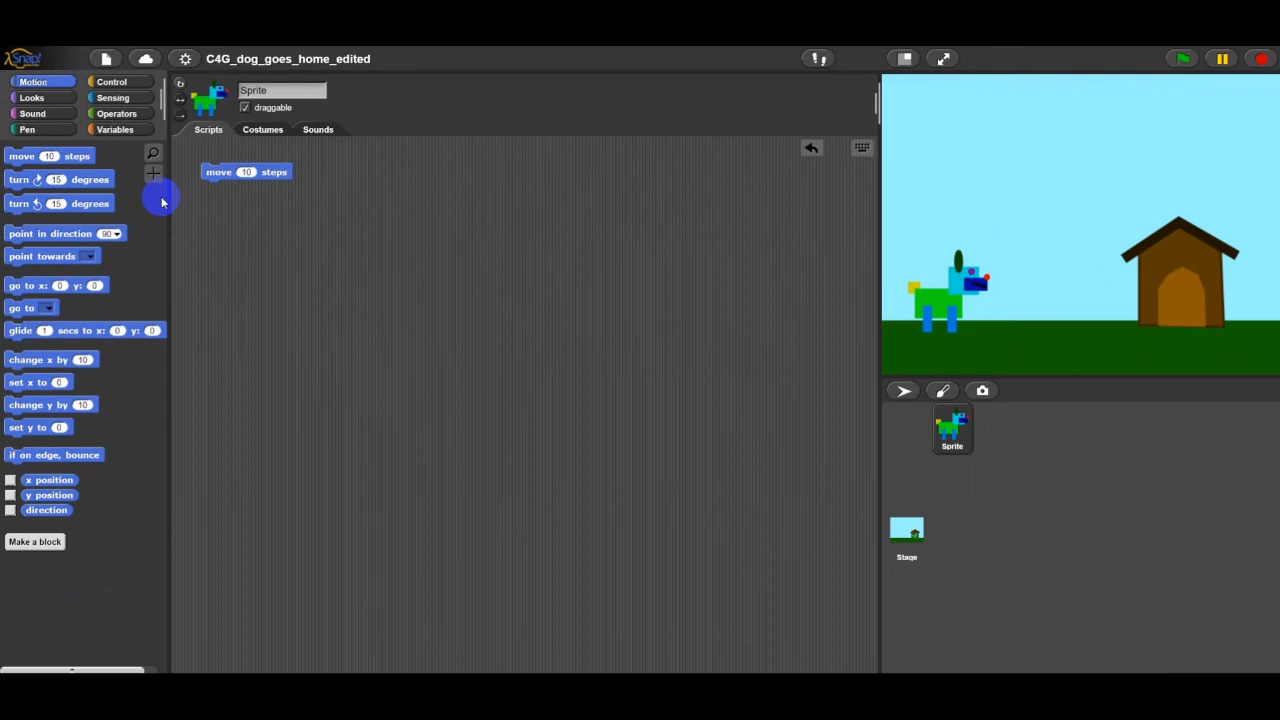 Snap!
C4G_dog_goes_home_edited
Motion
Control
Looks
Sensing
Sound
Operators
Pen
Variables
Sprite
draggable
Scripts
Costumes
Sounds
move 10 steps
turn 15 degrees
turn 15 degrees
point in direction 90
point towards
go to x: 0 y: 0
go to
glide 1 secs to x: 0 y: 0
change x by 10
set x to 0
change y by 10
set y to 0
if on edge, bounce
x position
y position
direction
Make a block
move 10 steps
Sprite
Stage